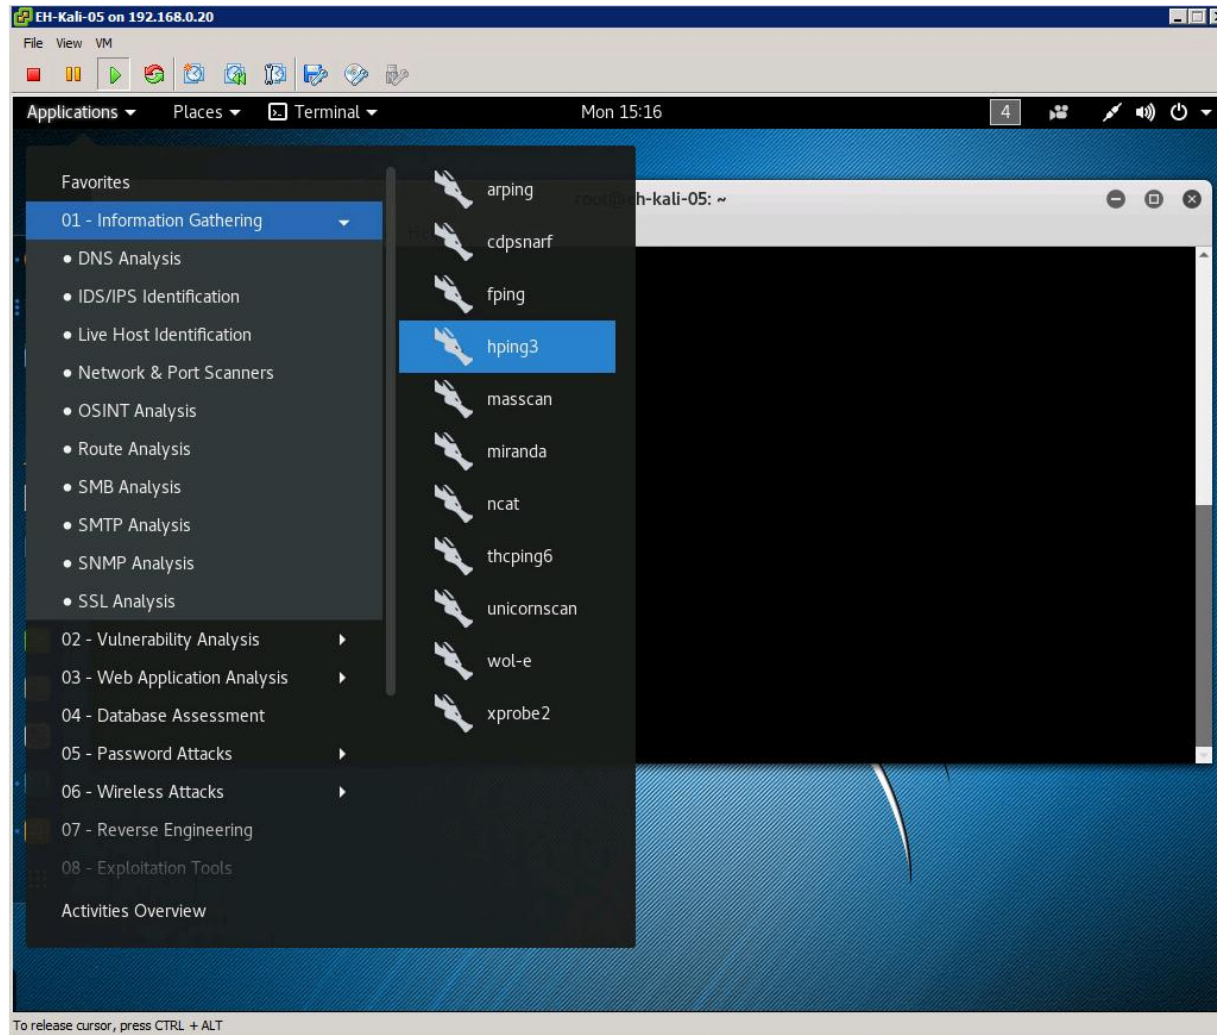 EH-Kali-05 on 192.168.0.20
File View VM
Applications Places Terminal Mon 15:16 4
Favorites
01 - Information Gathering
• DNS Analysis
• IDS/IPS Identification
• Live Host Identification
• Network & Port Scanners
• OSINT Analysis
• Route Analysis
• SMB Analysis
• SMTP Analysis
• SNMP Analysis
• SSL Analysis
02 - Vulnerability Analysis
03 - Web Application Analysis
04 - Database Assessment
05 - Password Attacks
06 - Wireless Attacks
07 - Reverse Engineering
08 - Exploitation Tools
Activities Overview
arping
cdpsnarf
fping
hping3
masscan
miranda
ncat
thcping6
unicornscan
wol-e
xprobe2
root@eh-kali-05: ~
To release cursor, press CTRL + ALT